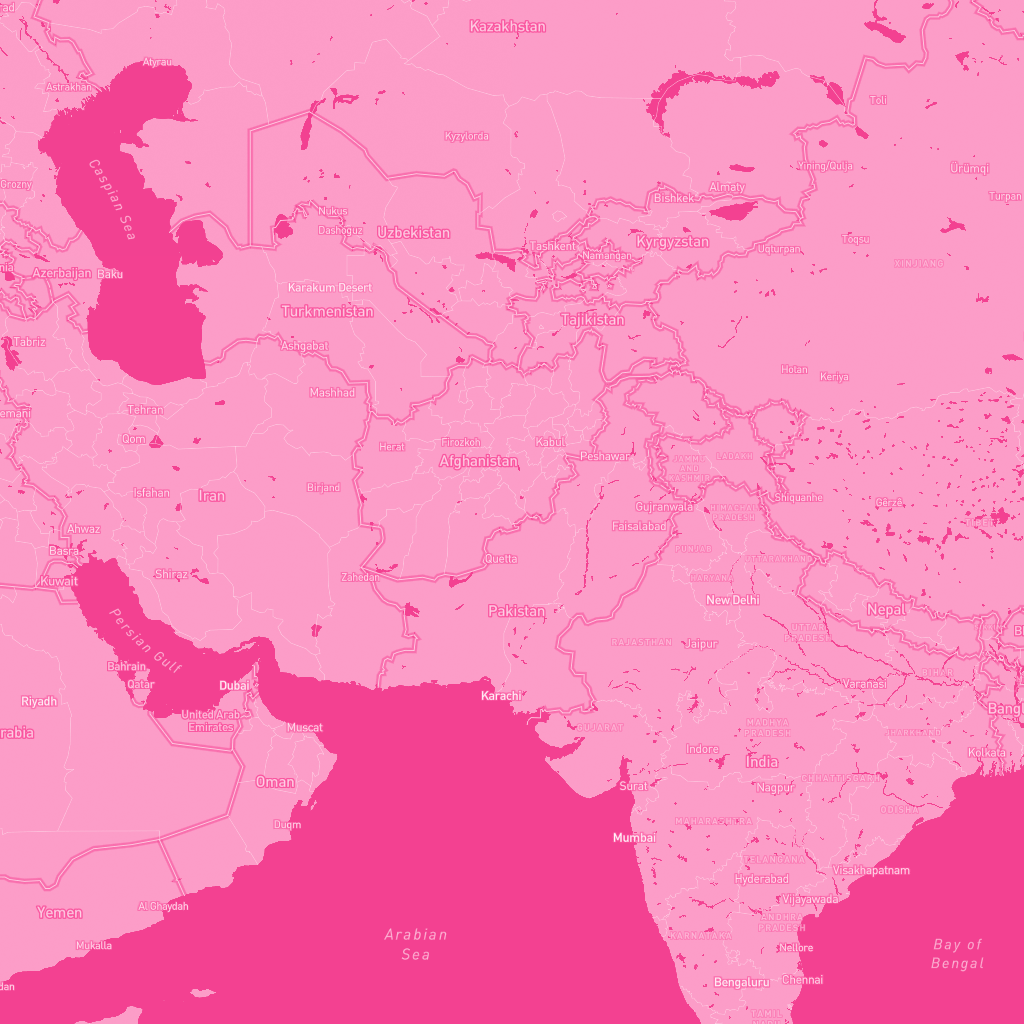 Kazakhstan
Atyrau
Astrakhan
Toli
Kyzylorda
Yining/Qulja
Ürümqi
Grozny
Caspian Sea
Almaty
Bishkek
Turpan
Nukus
Dashoguz
Uzbekistan
Tashkent
Kyrgyzstan
Toqsu
Namangan
Uqturpan
XINJIANG
Azerbaijan
Baku
Karakum Desert
Turkmenistan
Tajikistan
Tabriz
Ashgabat
Hotan
Keriya
Mashhad
Tehran
Qom
Herat
Firozkoh
Kabul
Afghanistan
Peshawar
JAMMU
AND
KASHMIR
LADAKH
Isfahan
Iran
Birjand
Shiquanhe
Gêrzê
Gujranwala
HIMACHAL
PRADESH
Faisalabad
TIBET
Ahwaz
Basra
PUNJAB
Quetta
UTTARAKHAND
Kuwait
Shiraz
Zahedan
HARYANA
New Delhi
Pakistan
Nepal
Persian Gulf
UTTAR
PRADESH
RAJASTHAN
Jaipur
Bahrain
BIHAR
Qatar
Dubai
Varanasi
Karachi
Riyadh
United Arab
Emirates
Muscat
GUJARAT
MADHYA
PRADESH
JHARKHAND
Bangl
rabia
Indore
Kolkata
India
Oman
CHHATTISGARH
Surat
Nagpur
ODISHA
Duqm
MAHARASHTRA
Mumbai
TELANGANA
Visakhapatnam
Hyderabad
Vijayawada
Al Ghaydah
Yemen
ANDHRA
PRADESH
Arabian
Sea
KARNATAKA
Mukalla
Nellore
Bay of
Bengal
Bengaluru
Chennai
TAMIL